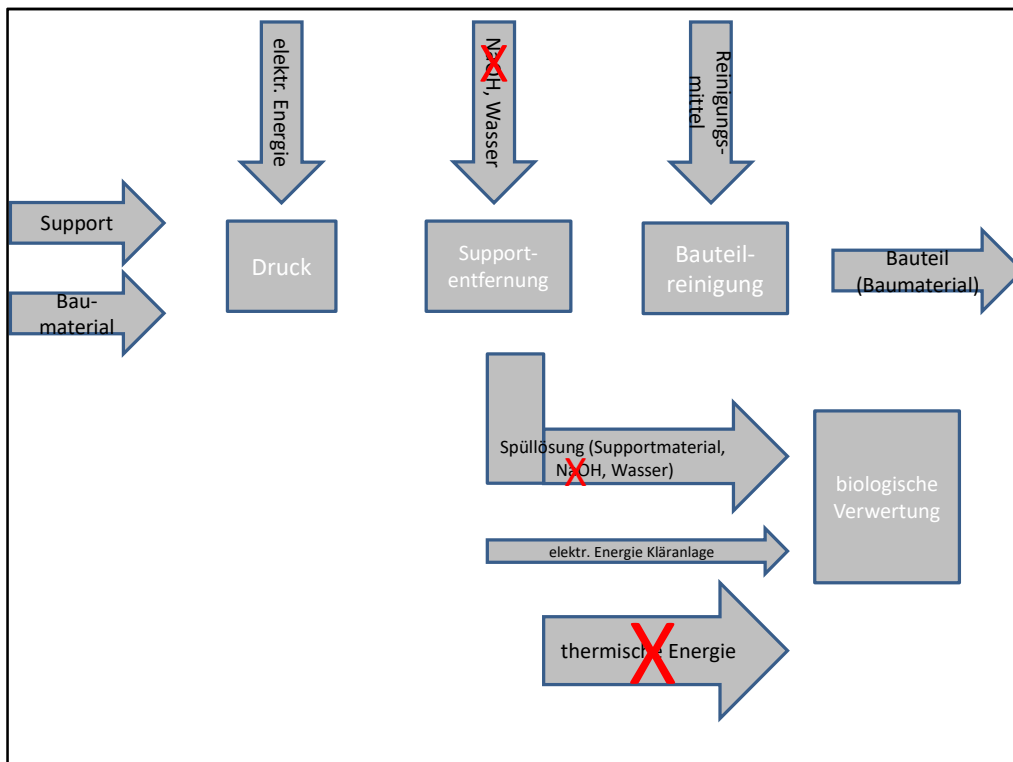 elektr. Energie
NaOH, Wasser
Reinigungs-
mittel
Support
Bau-
material
Druck
Support-
entfernung
Bauteil-
reinigung
Bauteil
(Baumaterial)
Spüllösung (Supportmaterial,
NaOH, Wasser)
biologische
Verwertung
elektr. Energie Kläranlage
thermische Energie